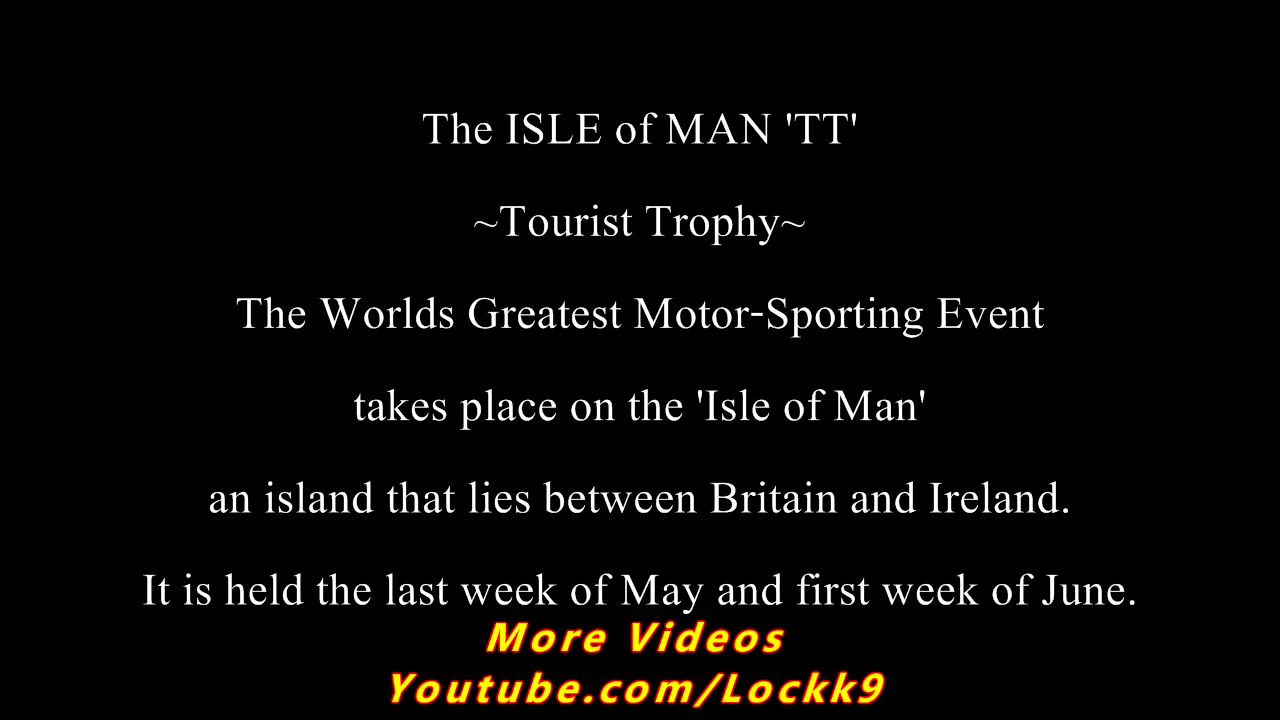 The ISLE of MAN 'TT'
~Tourist Trophy~
The Worlds Greatest Motor-Sporting Event
takes place on the 'Isle of Man'
an island that lies between Britain and Ireland.
It is held the last week of May and first week of June.
More Videos
Youtube.com/Lockk9